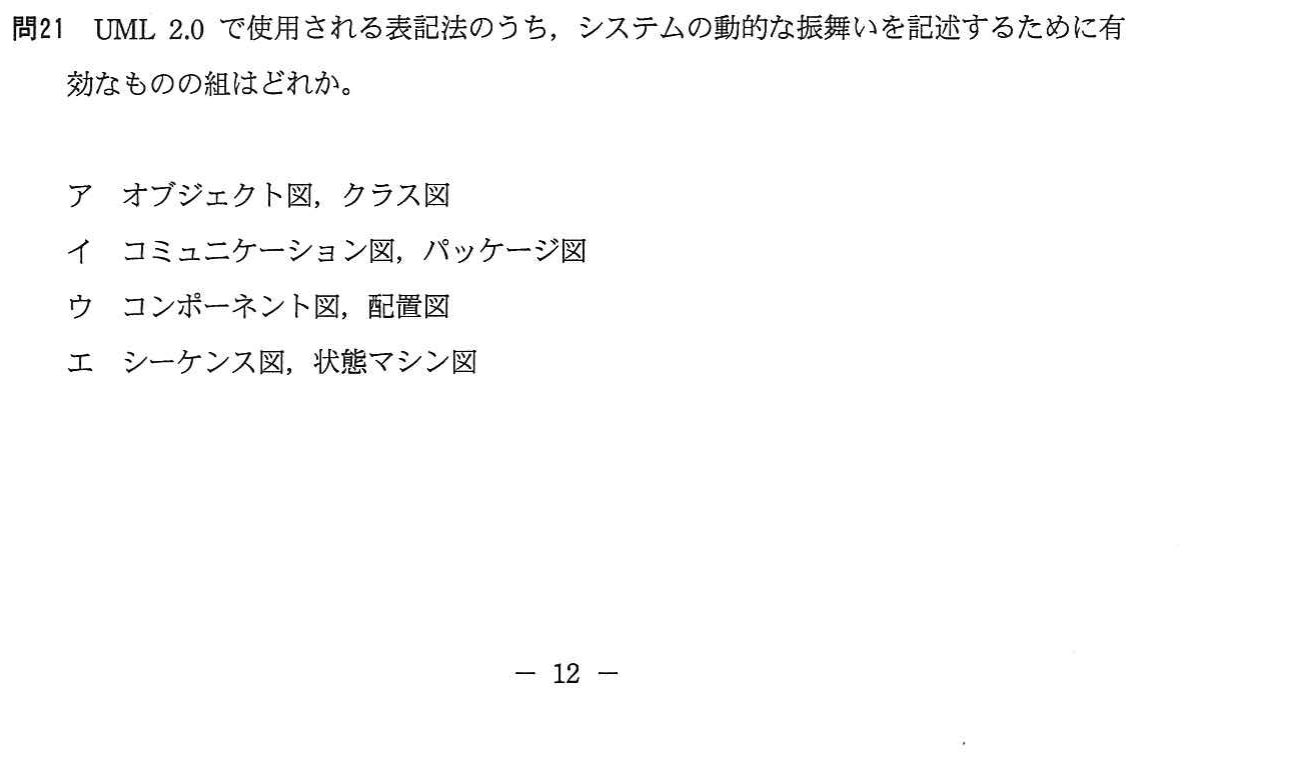 問21 UML 2.0 で使用される表記法のうち，システムの動的な振舞いを記述するために有
効なものの組はどれか。
ア オブジェクト図，クラス図
イ コミュニケーション図，パッケージ図
ウ コンポーネント図，配置図
エ シーケンス図，状態マシン図
－ 12 －